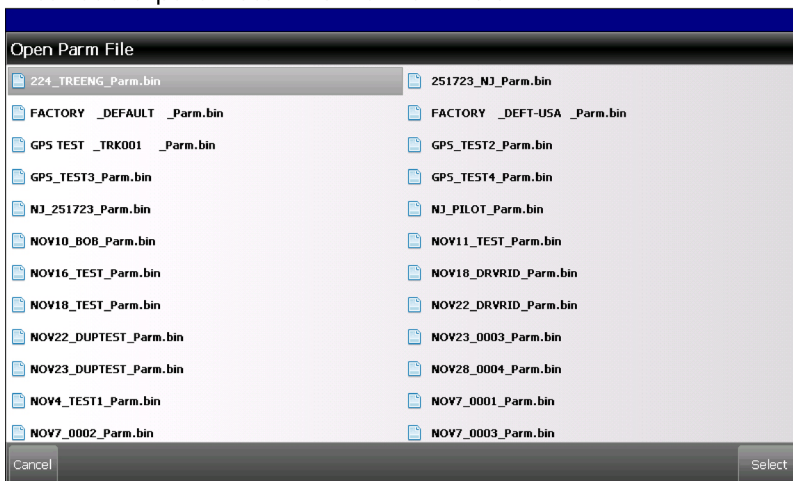 Open Parm File
224_TREENG_Parm.bin 251723_NJ_Parm.bin
FACTORY _DEFAULT _Parm.bin FACTORY _DEFT-USA _Parm.bin
GPS TEST _TRK001 _Parm.bin GPS_TEST2_Parm.bin
GPS_TEST3_Parm.bin GPS_TEST4_Parm.bin
NJ_251723_Parm.bin NJ_PILOT_Parm.bin
NOV10_BOB_Parm.bin NOV11_TEST_Parm.bin
NOV16_TEST_Parm.bin NOV18_DRVRID_Parm.bin
NOV18_TEST_Parm.bin NOV22_DRVRID_Parm.bin
NOV22_DUPTEST_Parm.bin NOV23_0003_Parm.bin
NOV23_DUPTEST_Parm.bin NOV28_0004_Parm.bin
NOV4_TEST1_Parm.bin NOV7_0001_Parm.bin
NOV7_0002_Parm.bin NOV7_0003_Parm.bin
Cancel Select